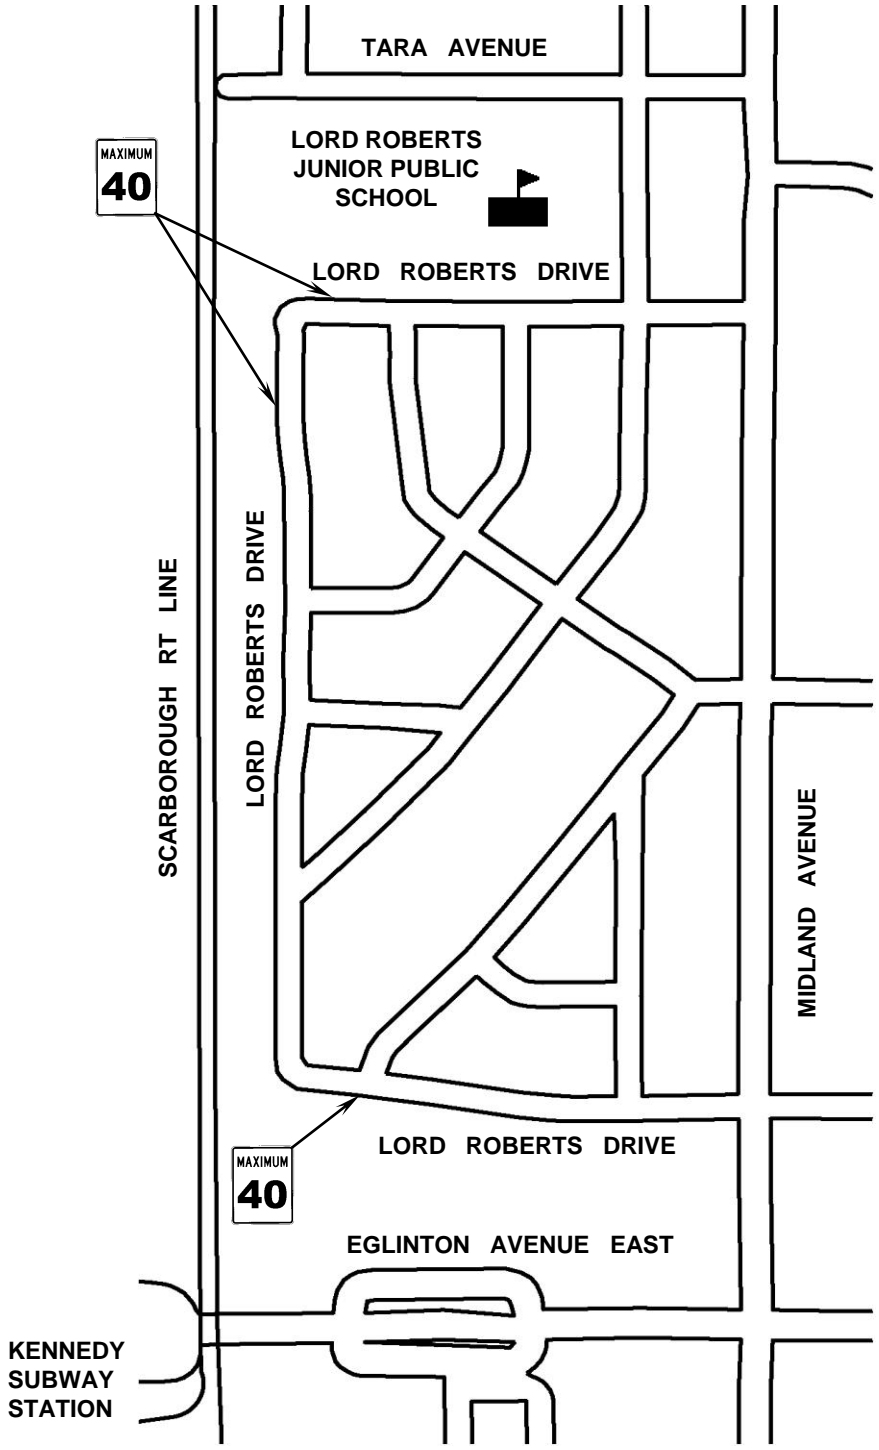 TARA AVENUE
LORD ROBERTS
JUNIOR PUBLIC
SCHOOL
MAXIMUM
40
LORD ROBERTS DRIVE
LORD ROBERTS DRIVE
SCARBOROUGH RT LINE
MIDLAND AVENUE
LORD ROBERTS DRIVE
MAXIMUM
40
EGLINTON AVENUE EAST
KENNEDY
SUBWAY
STATION